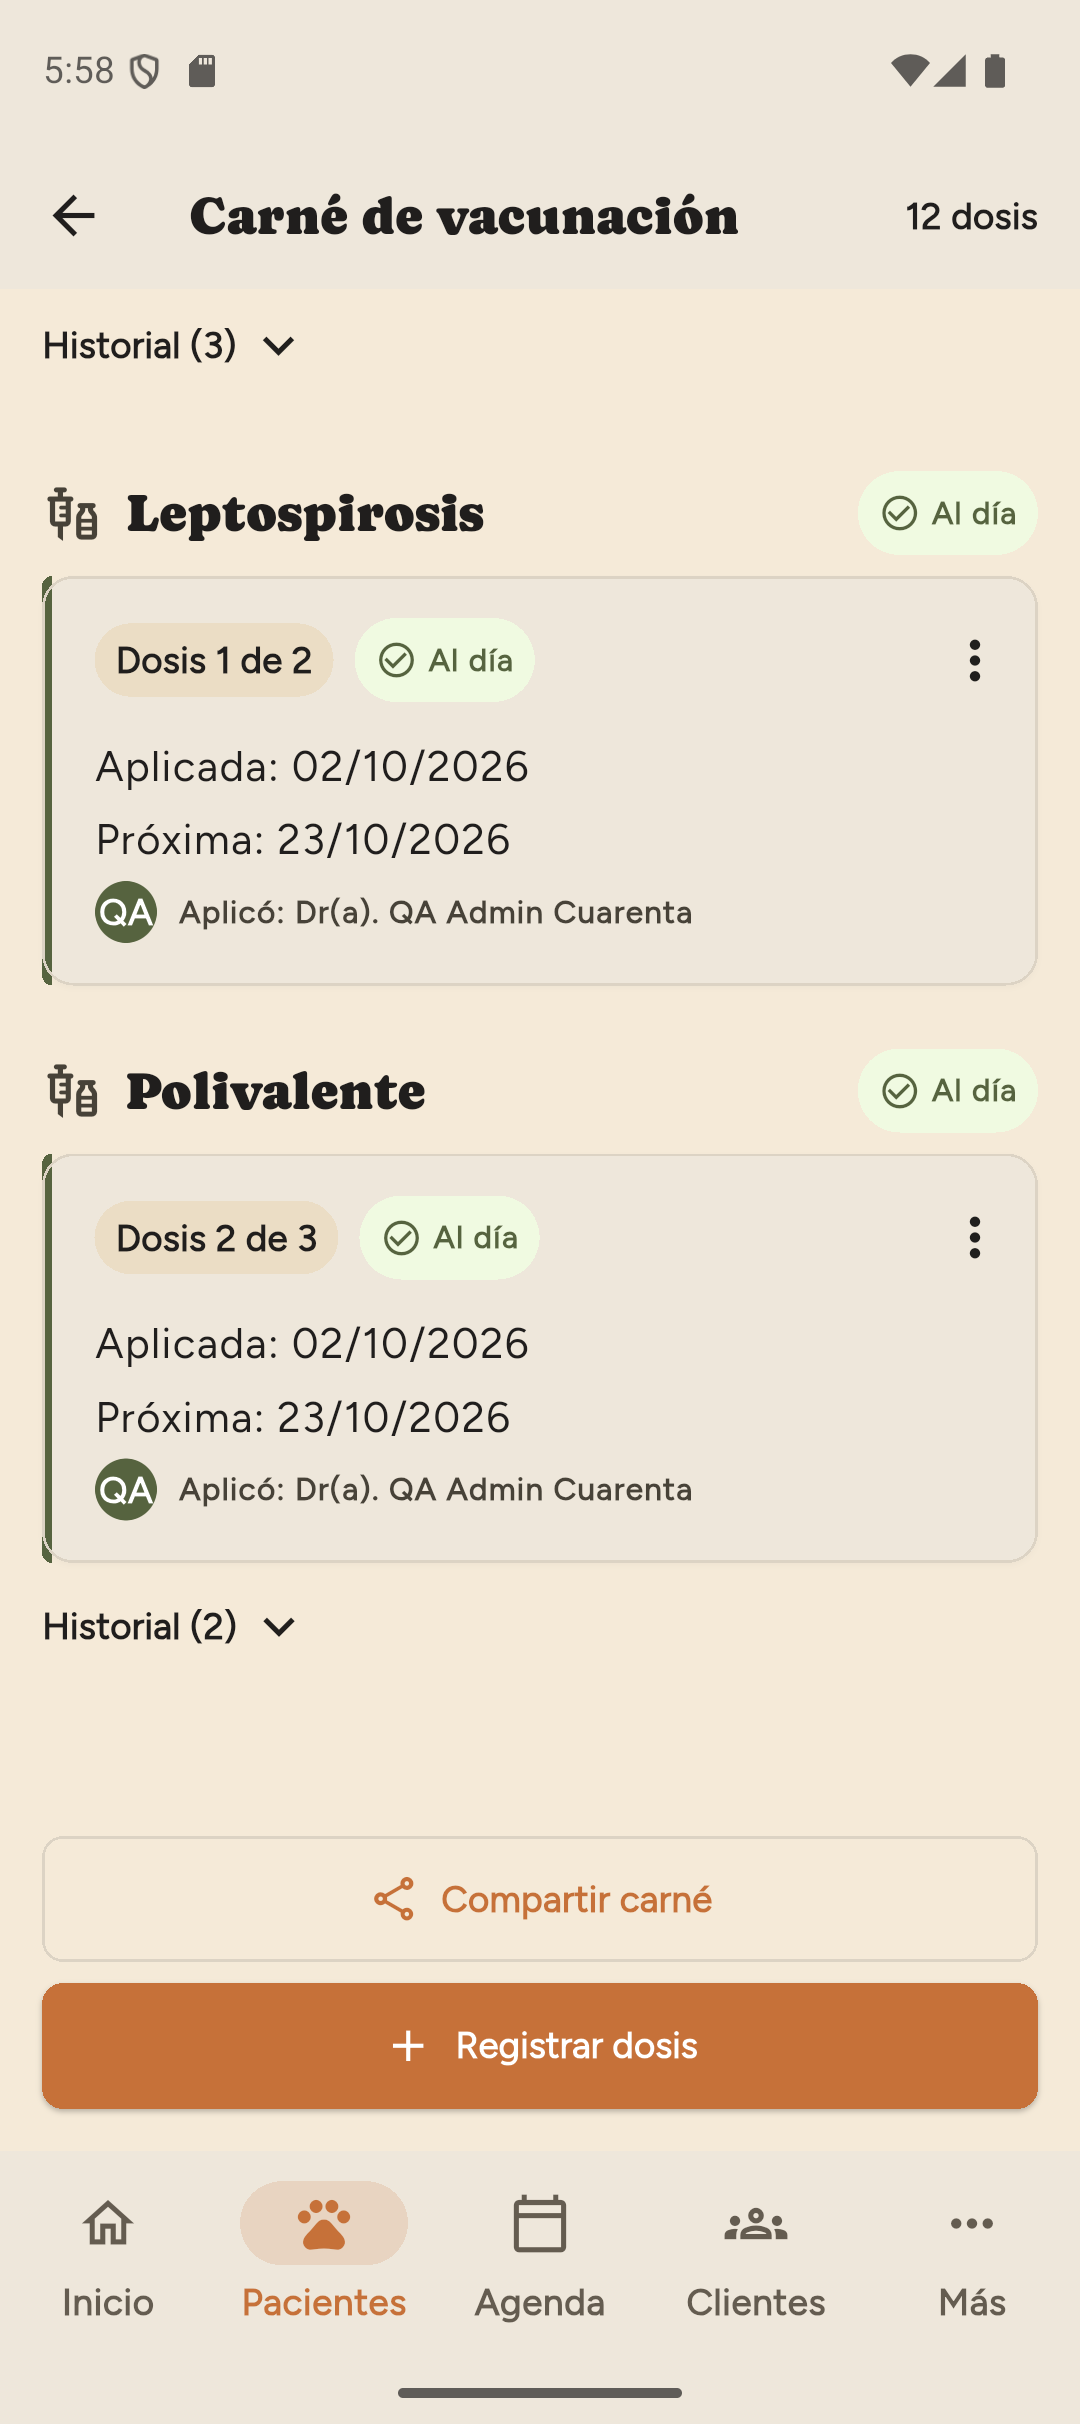 5:58
Carné de vacunación
12 dosis
Historial (3)
Leptospirosis
Al día
Dosis 1 de 2
Al día
Aplicada: 02/10/2026
Próxima: 23/10/2026
QA
Aplicó: Dr(a). QA Admin Cuarenta
Polivalente
Al día
Dosis 2 de 3
Al día
Aplicada: 02/10/2026
Próxima: 23/10/2026
QA
Aplicó: Dr(a). QA Admin Cuarenta
Historial (2)
Compartir carné
Registrar dosis
Inicio
Pacientes
Agenda
Clientes
Más